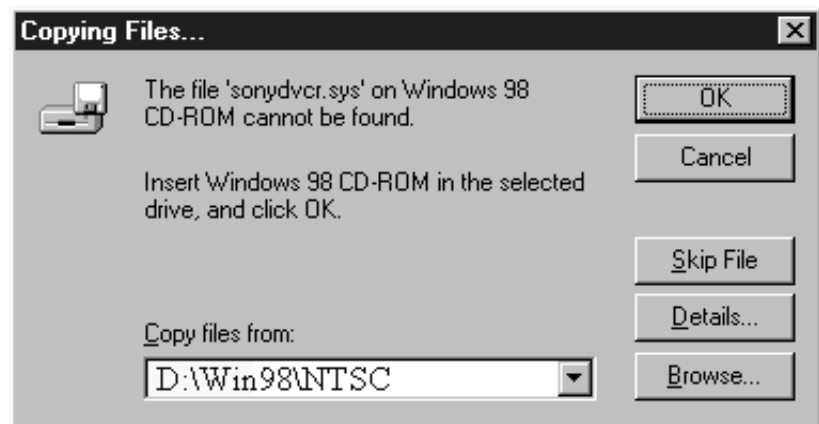 Copying Files...
The file 'sonydvcr.sys' on Windows 98
CD-ROM cannot be found.
Insert Windows 98 CD-ROM in the selected
drive, and click OK.
Copy files from:
D:\Win98\NTSC
OK
Cancel
Skip File
Details...
Browse...